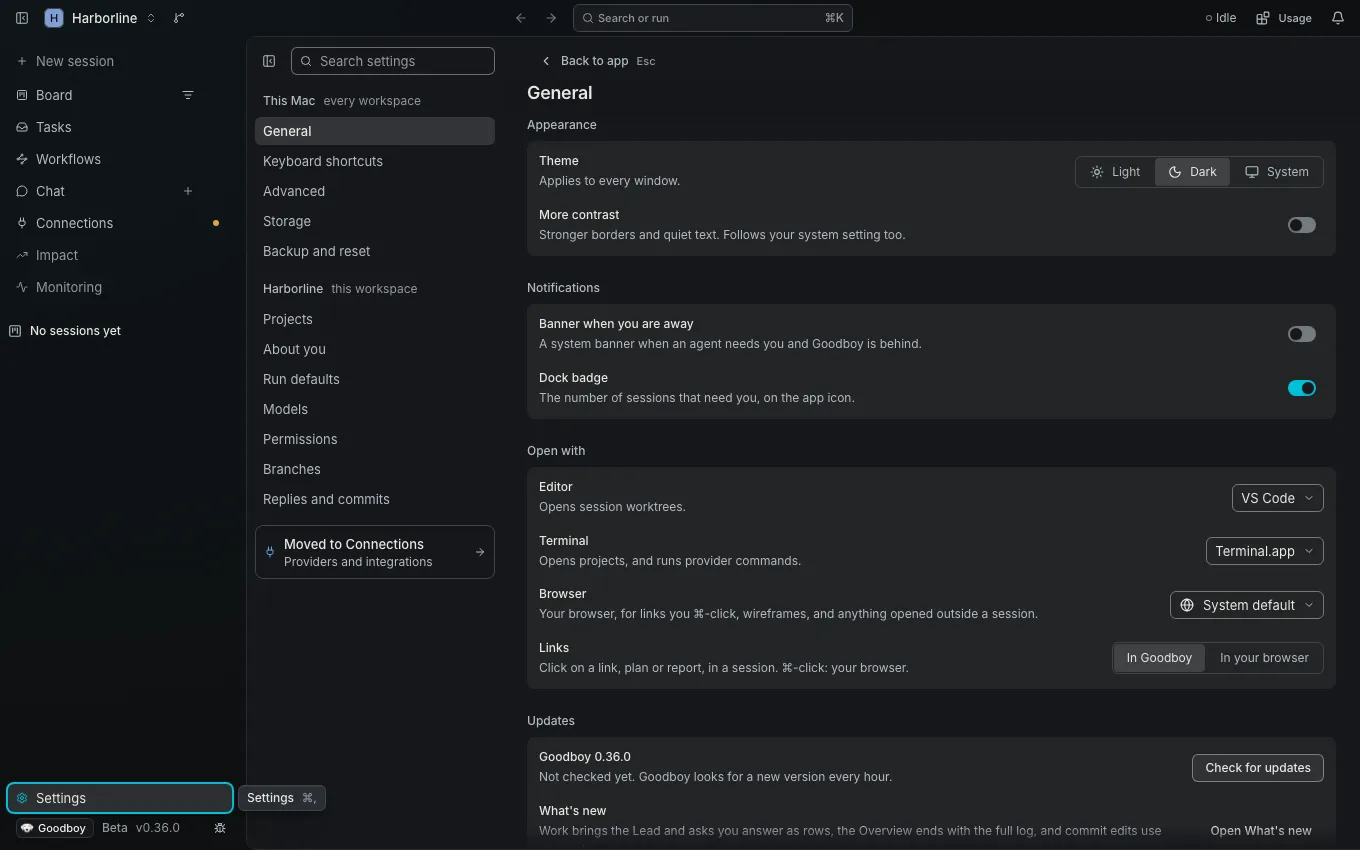 H Harborline
Search or run ⌘K
Idle
Usage
New session
Board
Tasks
Workflows
Chat
Connections
Impact
Monitoring
No sessions yet
Settings
Goodboy Beta v0.36.0
Settings ⌘,
Search settings
This Mac every workspace
General
Keyboard shortcuts
Advanced
Storage
Backup and reset
Harborline this workspace
Projects
About you
Run defaults
Models
Permissions
Branches
Replies and commits
Moved to Connections
Providers and integrations
Back to app Esc
General
Appearance
Theme
Applies to every window.
Light Dark System
More contrast
Stronger borders and quiet text. Follows your system setting too.
Notifications
Banner when you are away
A system banner when an agent needs you and Goodboy is behind.
Dock badge
The number of sessions that need you, on the app icon.
Open with
Editor
Opens session worktrees.
VS Code
Terminal
Opens projects, and runs provider commands.
Terminal.app
Browser
Your browser, for links you ⌘-click, wireframes, and anything opened outside a session.
System default
Links
Click on a link, plan or report, in a session. ⌘-click: your browser.
In Goodboy In your browser
Updates
Goodboy 0.36.0
Not checked yet. Goodboy looks for a new version every hour.
Check for updates
What's new
Work brings the Lead and asks you answer as rows, the Overview ends with the full log, and commit edits use
Open What's new